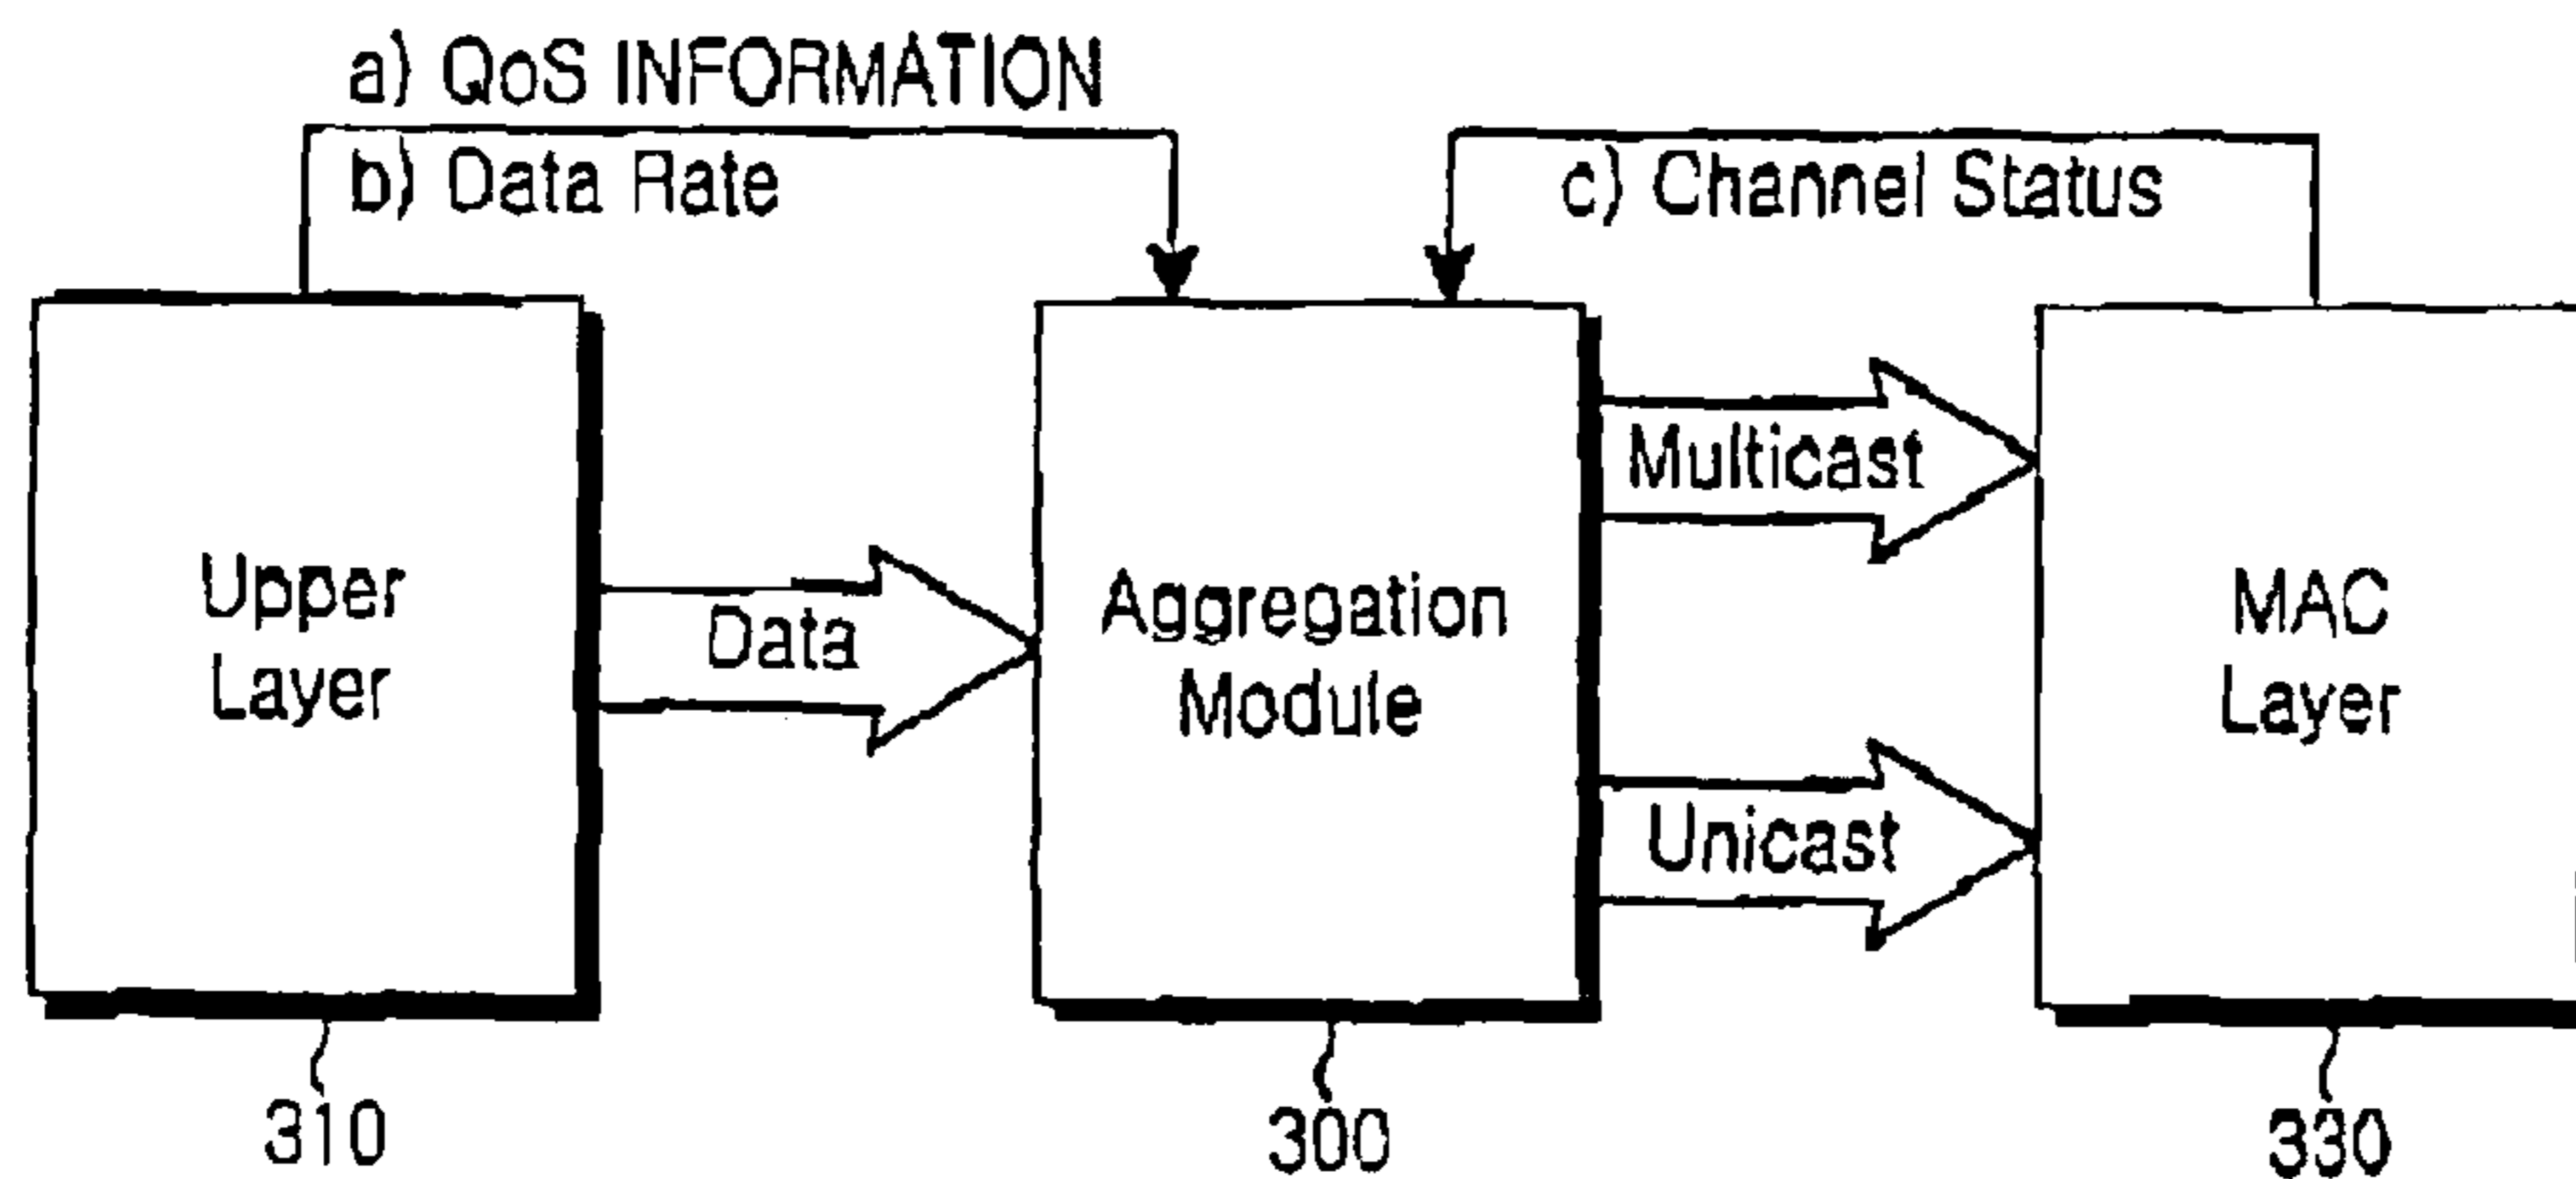 a) QoS INFORMATION
b) Data Rate
c) Channel Status
Upper
Layer
Data
Aggregation
Module
Multicast
Unicast
MAC
Layer
310
300
330